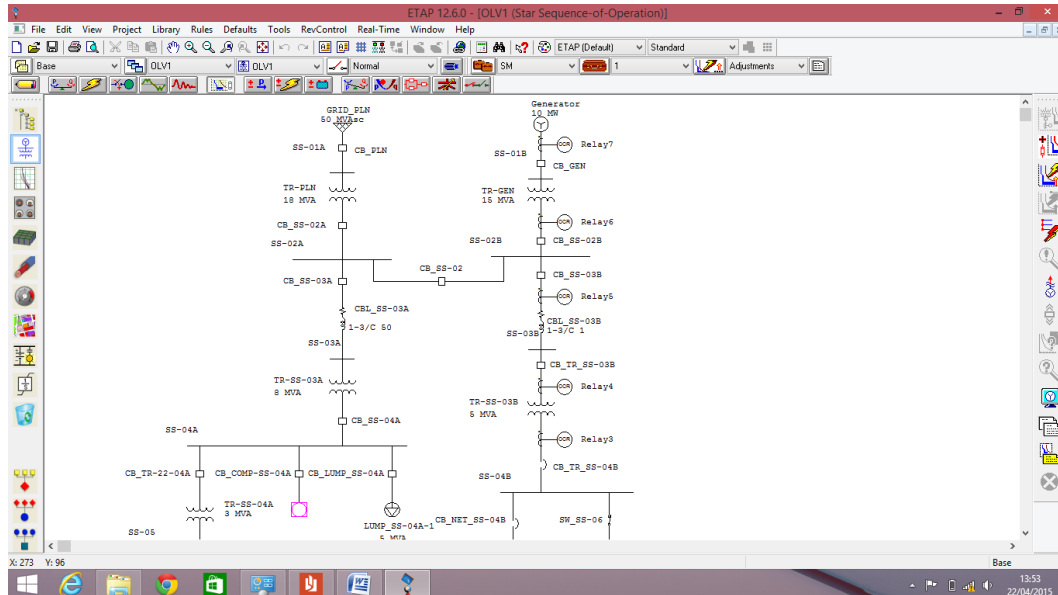 ETAP 12.6.0 - [OLV1 (Star Sequence-of-Operation)]
File Edit View Project Library Rules Defaults Tools RevControl Real-Time Window Help
ETAP (Default) Standard
Base OLV1 OLV1 Normal SM 1 Adjustments
GRID_PLN
50 MVAsc
Generator
10 MW
SS-01A CB_PLN
OCR Relay7
SS-01B
CB_GEN
TR-PLN
18 MVA
TR-GEN
15 MVA
CB_SS-02A
OCR Relay6
SS-02A
SS-02B CB_SS-02B
CB_SS-02
CB_SS-03A
CB_SS-03B
OCR Relay5
CBL_SS-03A
1-3/C 50
CBL_SS-03B
SS-03B 1-3/C 1
SS-03A
CB_TR_SS-03B
TR-SS-03A
8 MVA
OCR Relay4
TR-SS-03B
5 MVA
CB_SS-04A
SS-04A
OCR Relay3
CB_TR-22-04A CB_COMP-SS-04A CB_LUMP_SS-04A
CB_TR_SS-04B
SS-04B
TR-SS-04A
3 MVA
LUMP_SS-04A-1
5 MVA
CB_NET_SS-04B SW_SS-06
SS-05
X: 273 Y: 96 Base
13:53
22/04/2015